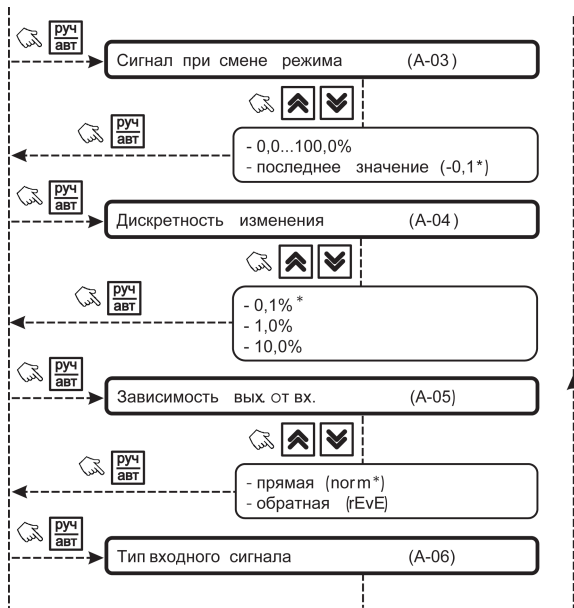 руч
авт
Сигнал при смене режима (А-03)
руч
авт
- 0,0...100,0%
- последнее значение (-0,1*)
руч
авт
Дискретность изменения (А-04)
руч
авт
- 0,1% *
- 1,0%
- 10,0%
руч
авт
Зависимость вых. от вх. (А-05)
руч
авт
- прямая (norm*)
- обратная (rEvE)
руч
авт
Тип входного сигнала (А-06)